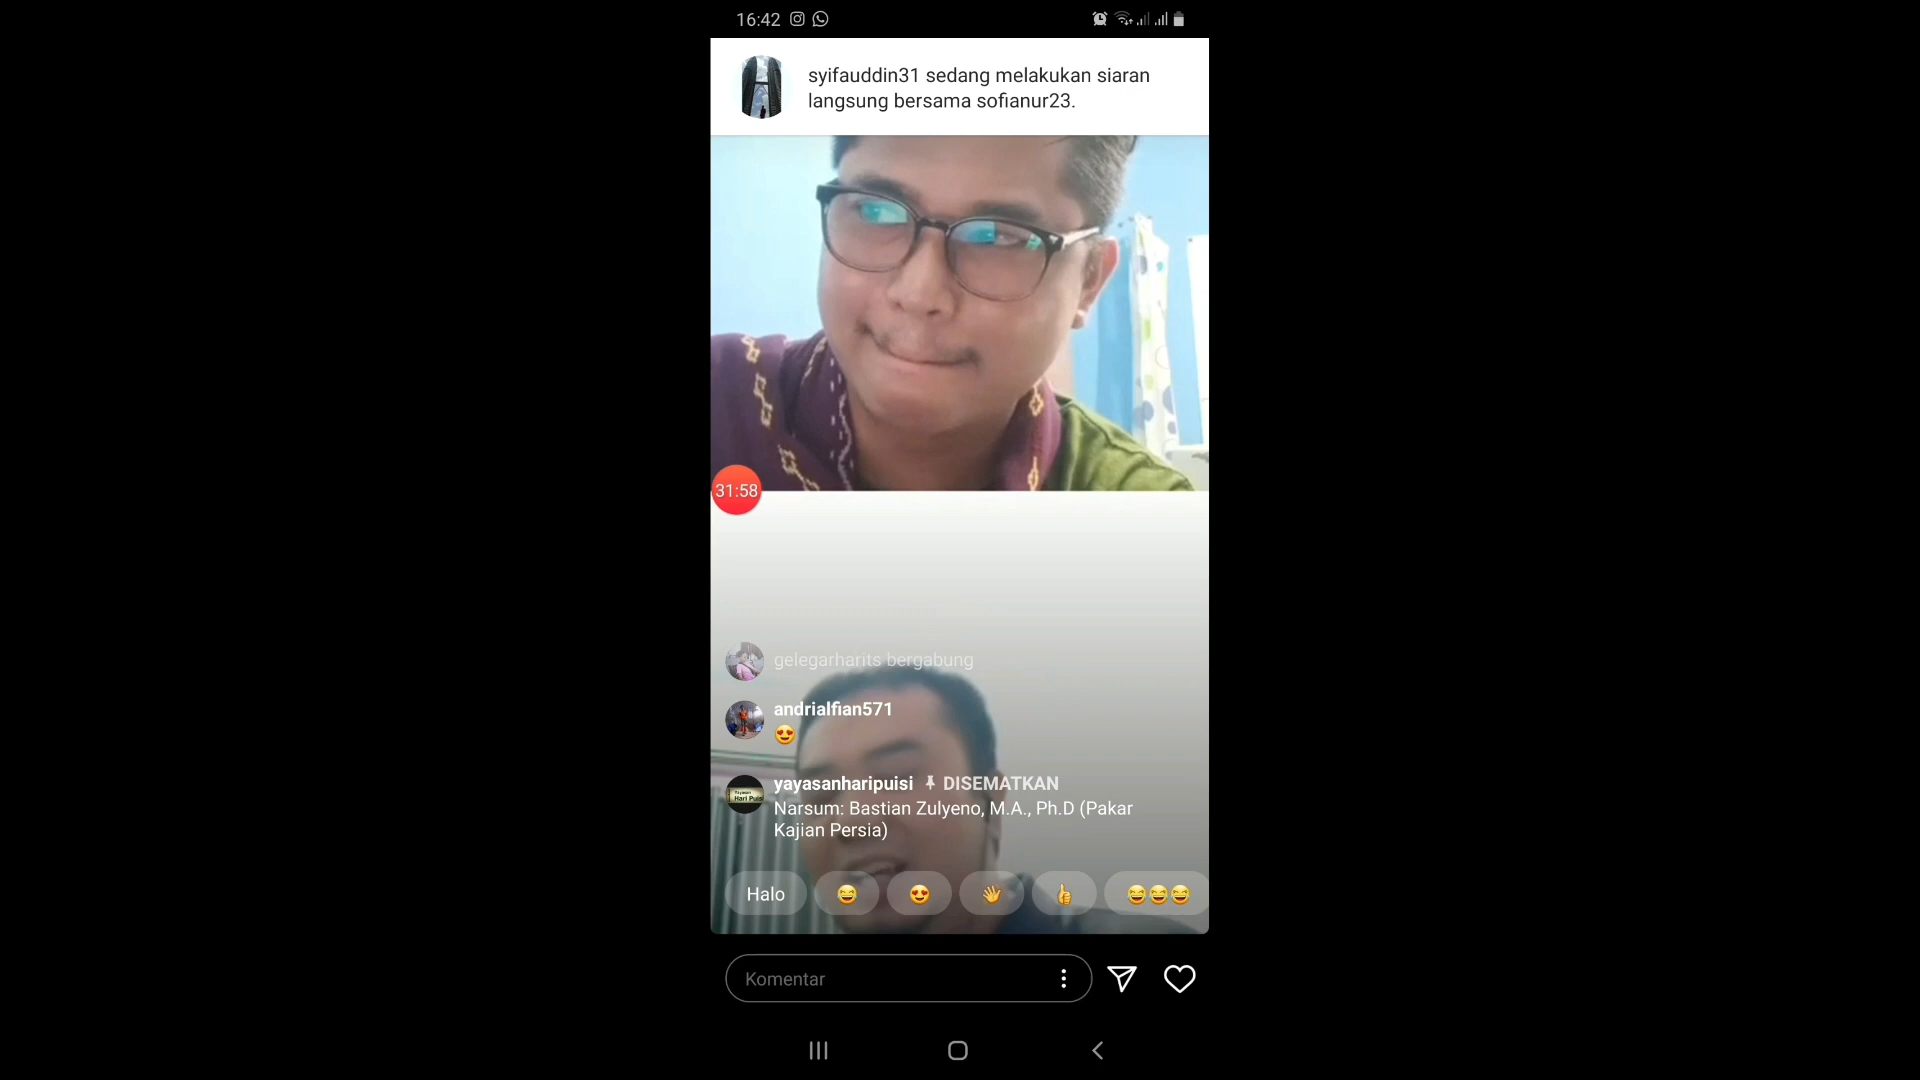 16:42
syifauddin31 sedang melakukan siaran
langsung bersama sofianur23.
31:58
gelegarharits bergabung
andrialfian571
yayasanharipuisi DISEMATKAN
Narsum: Bastian Zulyeno, M.A., Ph.D (Pakar
Kajian Persia)
Halo
Komentar